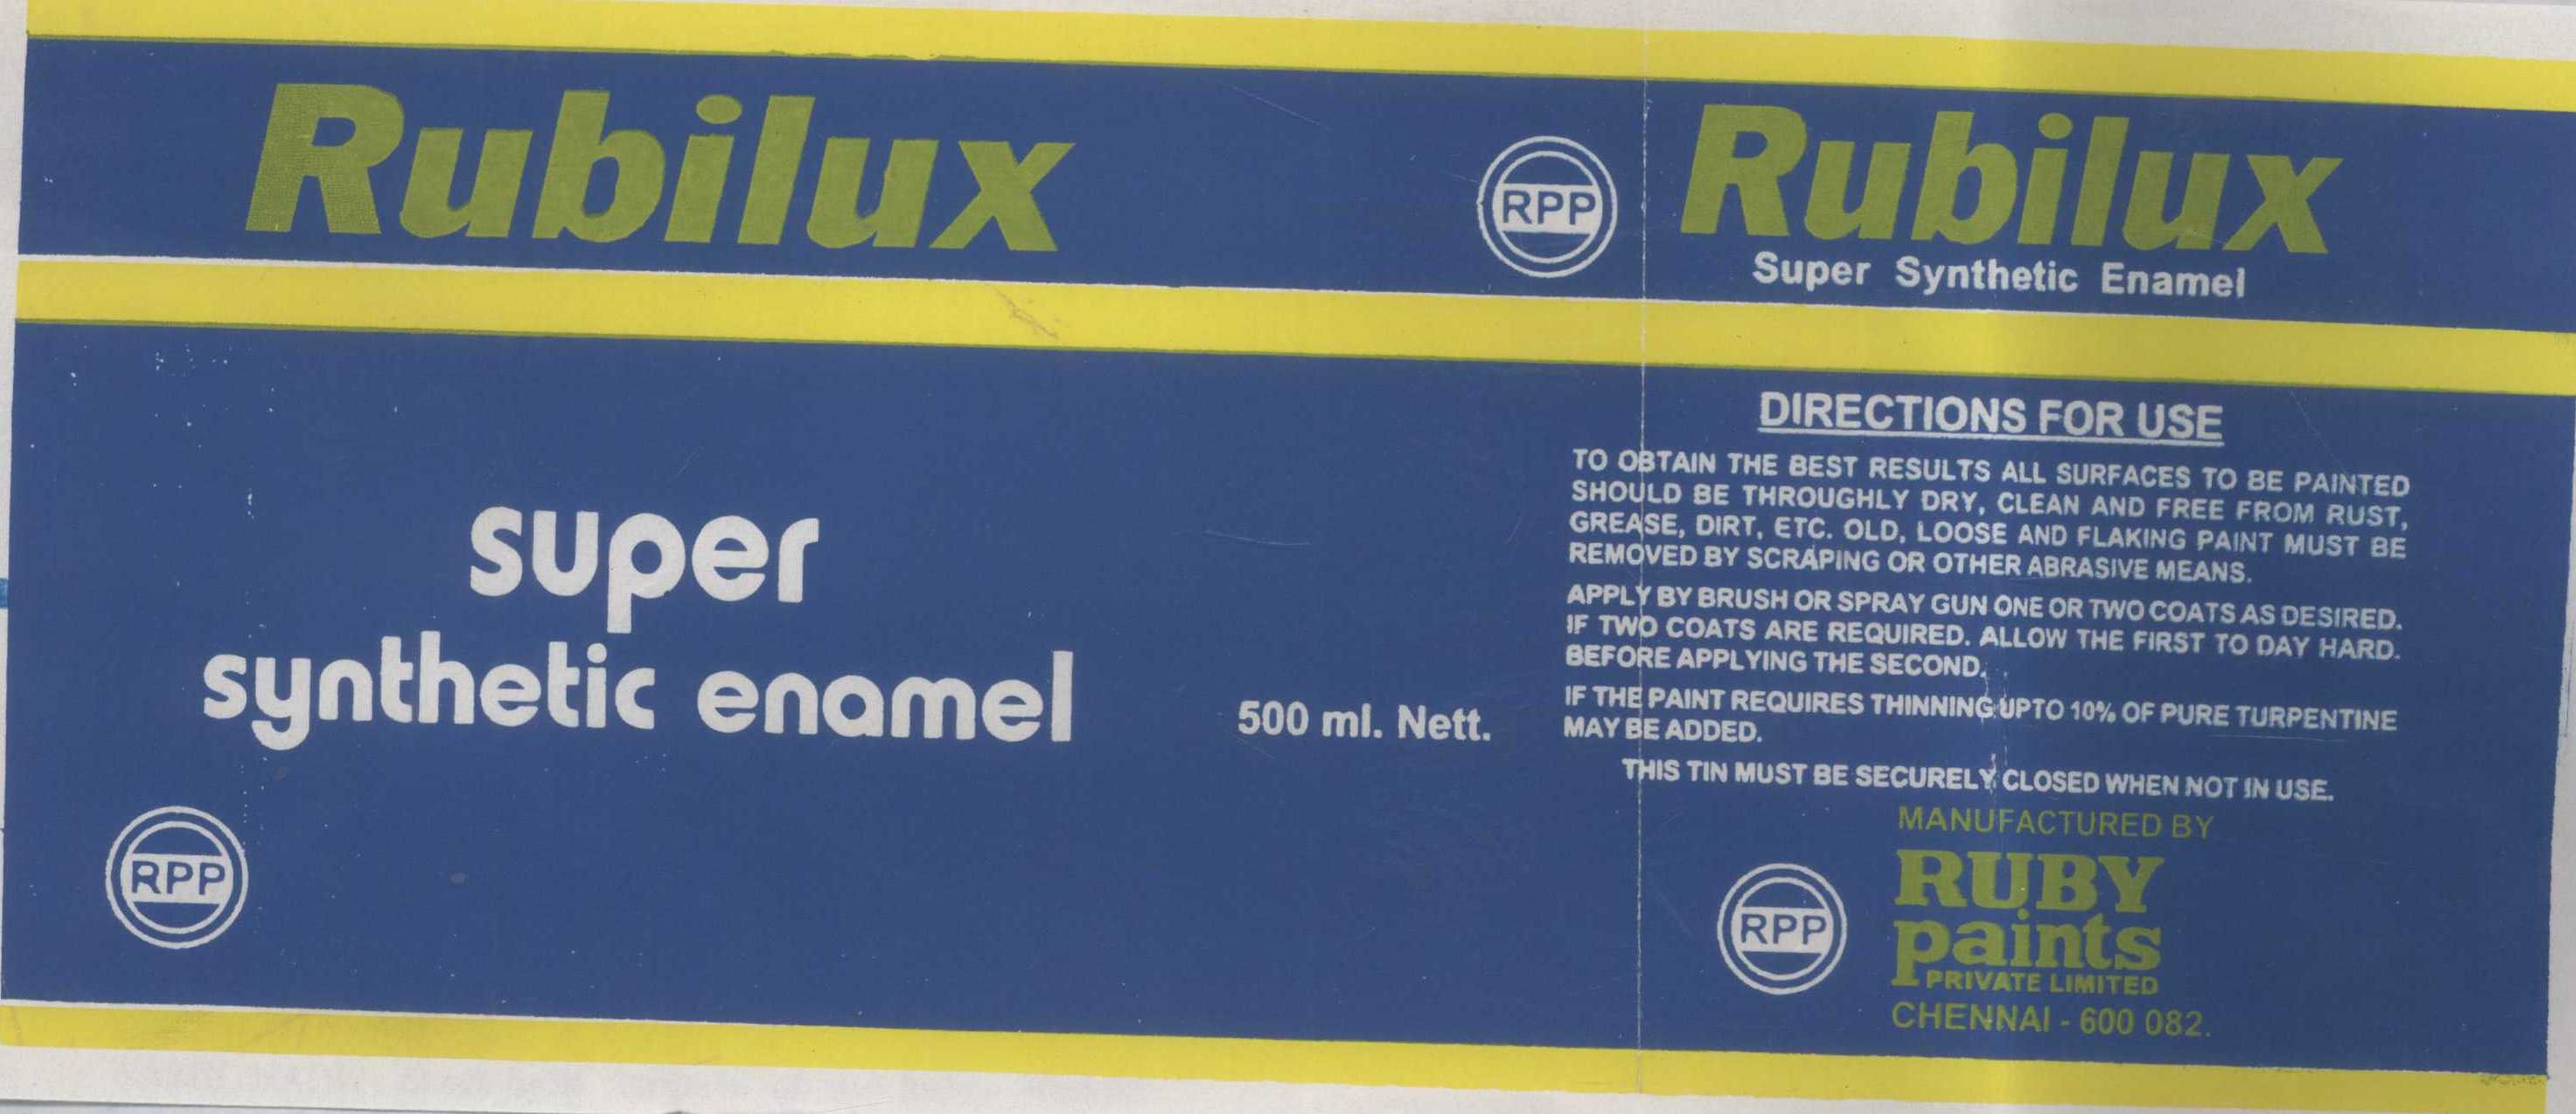 Rubilux
super
synthetic enamel
500 ml. Nett.
RPP
RPP
Rubilux
Super Synthetic Enamel
DIRECTIONS FOR USE
TO OBTAIN THE BEST RESULTS ALL SURFACES TO BE PAINTED
SHOULD BE THROUGHLY DRY, CLEAN AND FREE FROM RUST,
GREASE, DIRT, ETC. OLD, LOOSE AND FLAKING PAINT MUST BE
REMOVED BY SCRAPING OR OTHER ABRASIVE MEANS.
APPLY BY BRUSH OR SPRAY GUN ONE OR TWO COATS AS DESIRED.
IF TWO COATS ARE REQUIRED. ALLOW THE FIRST TO DAY HARD.
BEFORE APPLYING THE SECOND.
IF THE PAINT REQUIRES THINNING UPTO 10% OF PURE TURPENTINE
MAY BE ADDED.
THIS TIN MUST BE SECURELY CLOSED WHEN NOT IN USE.
MANUFACTURED BY
RPP
RUBY
paints
PRIVATE LIMITED
CHENNAI - 600 082.